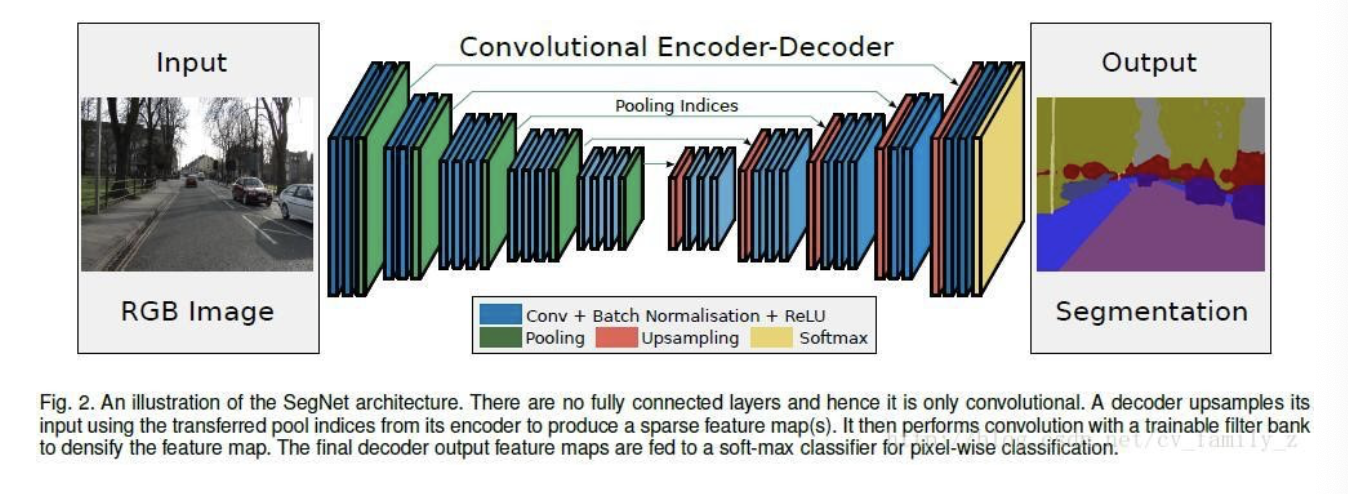 Input
Convolutional Encoder-Decoder
Output
Pooling Indices
RGB Image
Segmentation
Conv + Batch Normalisation + ReLU
Pooling Upsampling Softmax
Fig. 2. An illustration of the SegNet architecture. There are no fully connected layers and hence it is only convolutional. A decoder upsamples its
input using the transferred pool indices from its encoder to produce a sparse feature map(s). It then performs convolution with a trainable filter bank
to densify the feature map. The final decoder output feature maps are fed to a soft-max classifier for pixel-wise classification.
http://blog.csdn.net/cv_family_z